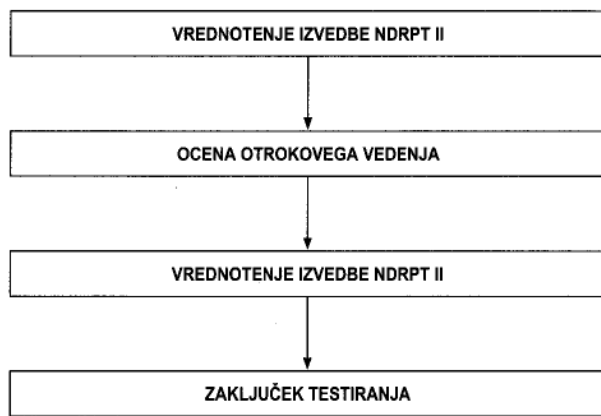 VREDNOTENJE IZVEDBE NDRPT II
OCENA OTROKOVEGA VEDENJA
VREDNOTENJE IZVEDBE NDRPT II
ZAKLJUČEK TESTIRANJA